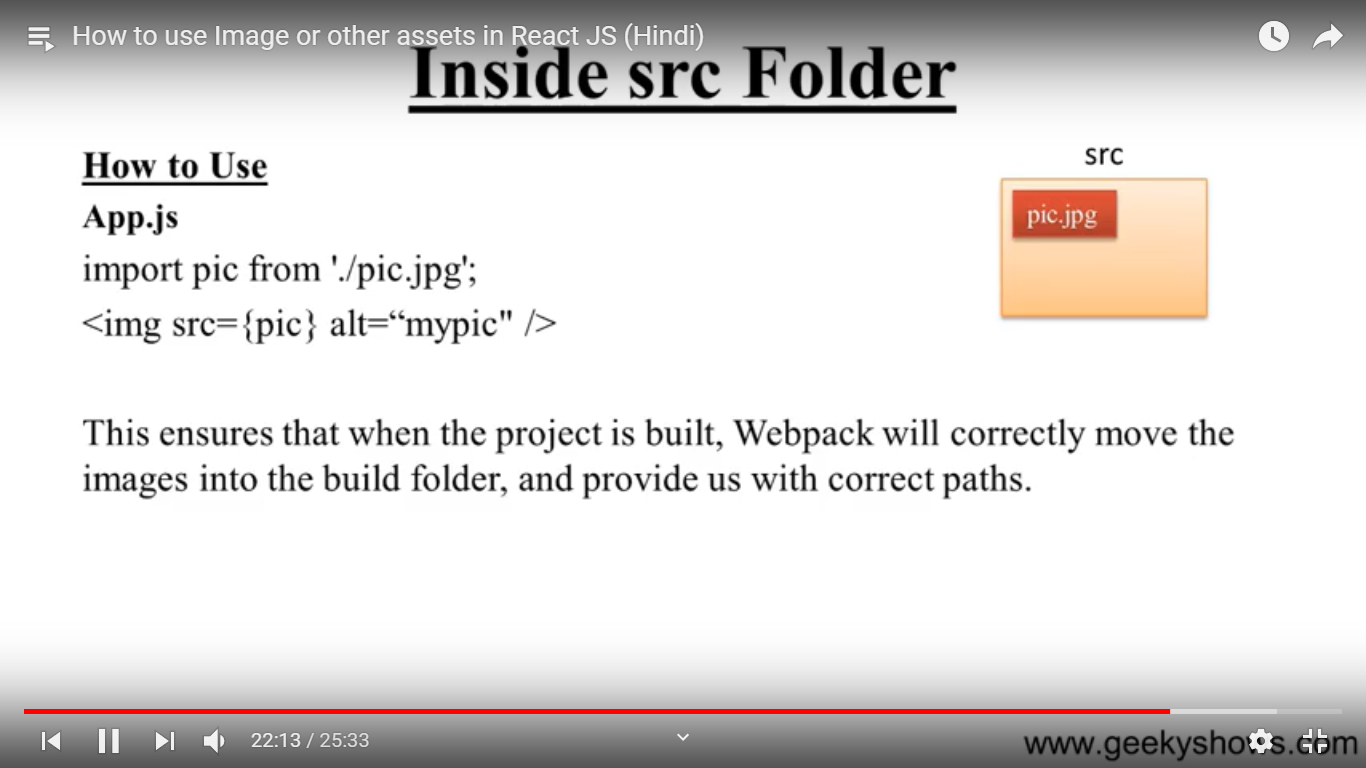 How to use Image or other assets in React JS (Hindi)
Inside src Folder
How to Use
App.js
import pic from './pic.jpg';
<img src={pic} alt=“mypic" />
src
pic.jpg
This ensures that when the project is built, Webpack will correctly move the
images into the build folder, and provide us with correct paths.
22:13 / 25:33
www.geekyshows.com